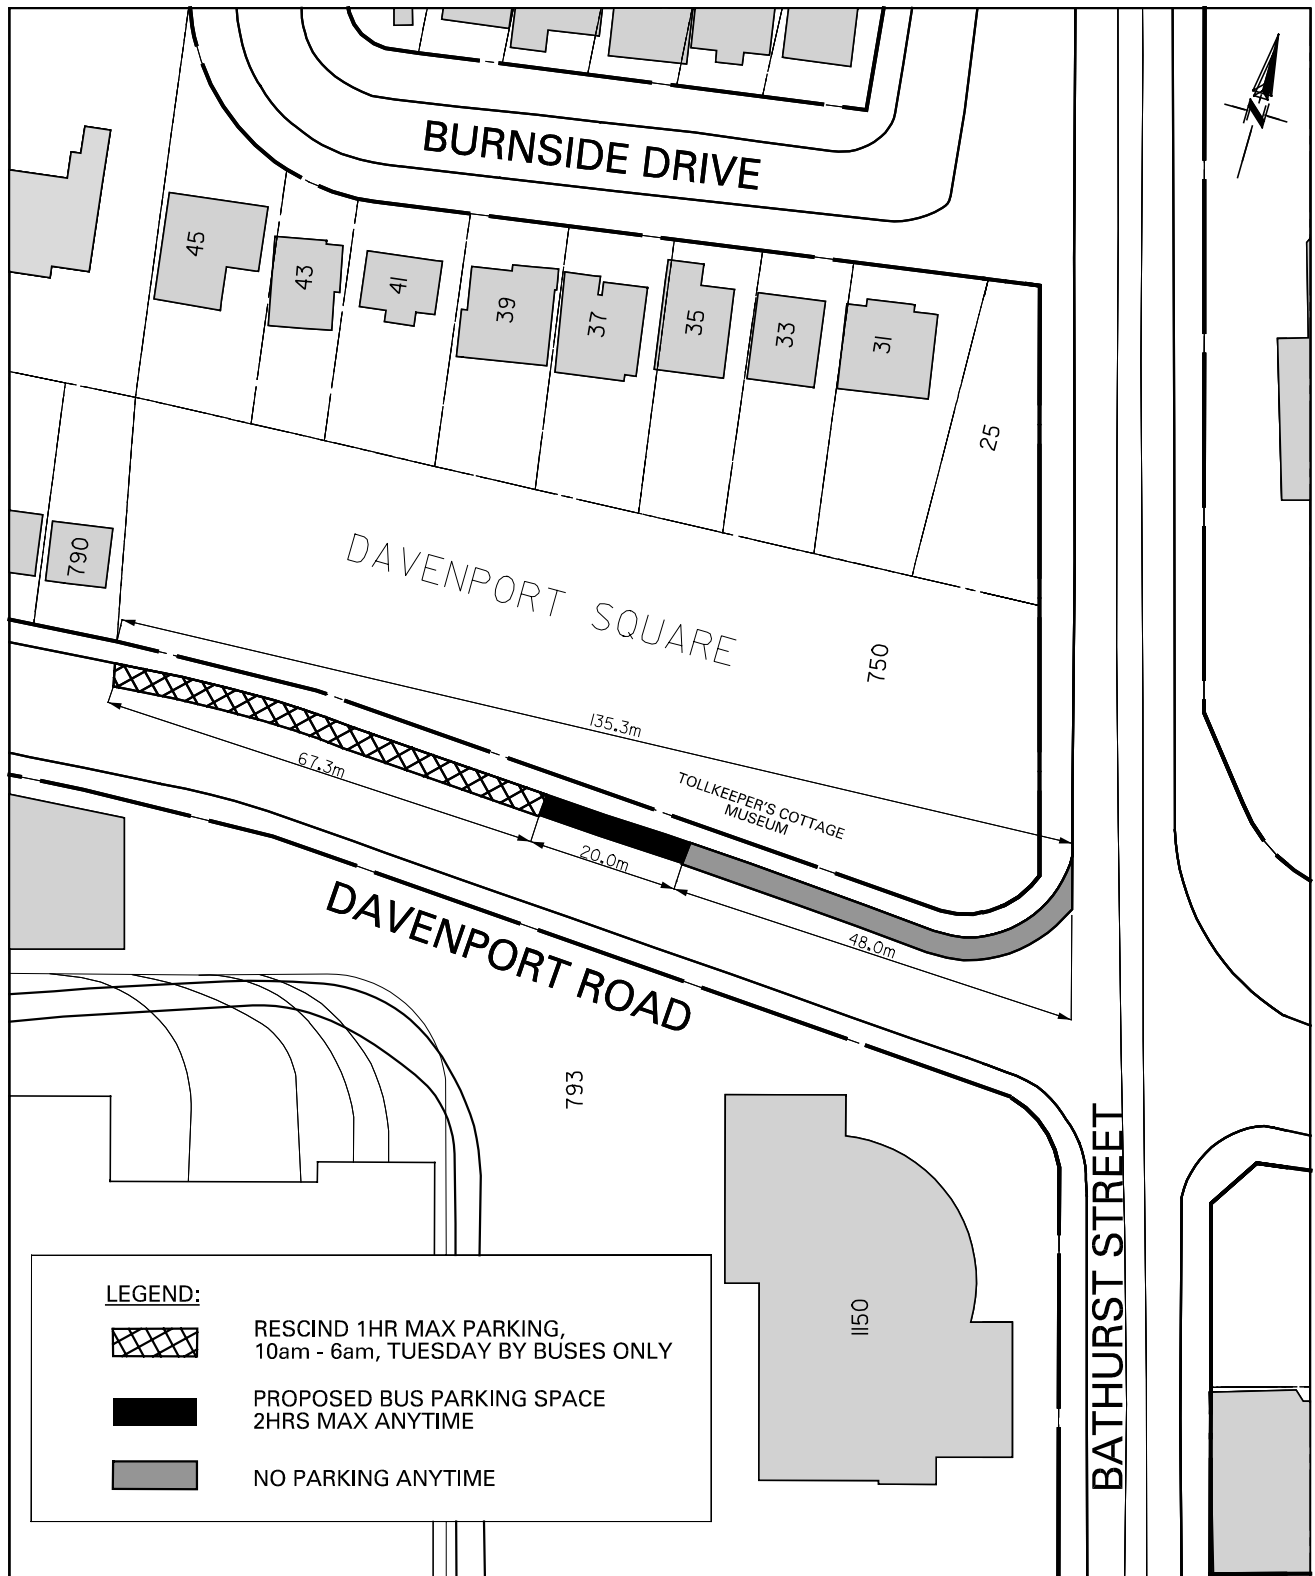 BURNSIDE DRIVE
N
45
43
41
39
37
35
33
31
25
790
DAVENPORT SQUARE
750
135.3m
67.3m
TOLLKEEPER'S COTTAGE
MUSEUM
20.0m
48.0m
DAVENPORT ROAD
793
1150
BATHURST STREET
LEGEND:
RESCIND 1HR MAX PARKING,
10am - 6am, TUESDAY BY BUSES ONLY
PROPOSED BUS PARKING SPACE
2HRS MAX ANYTIME
NO PARKING ANYTIME